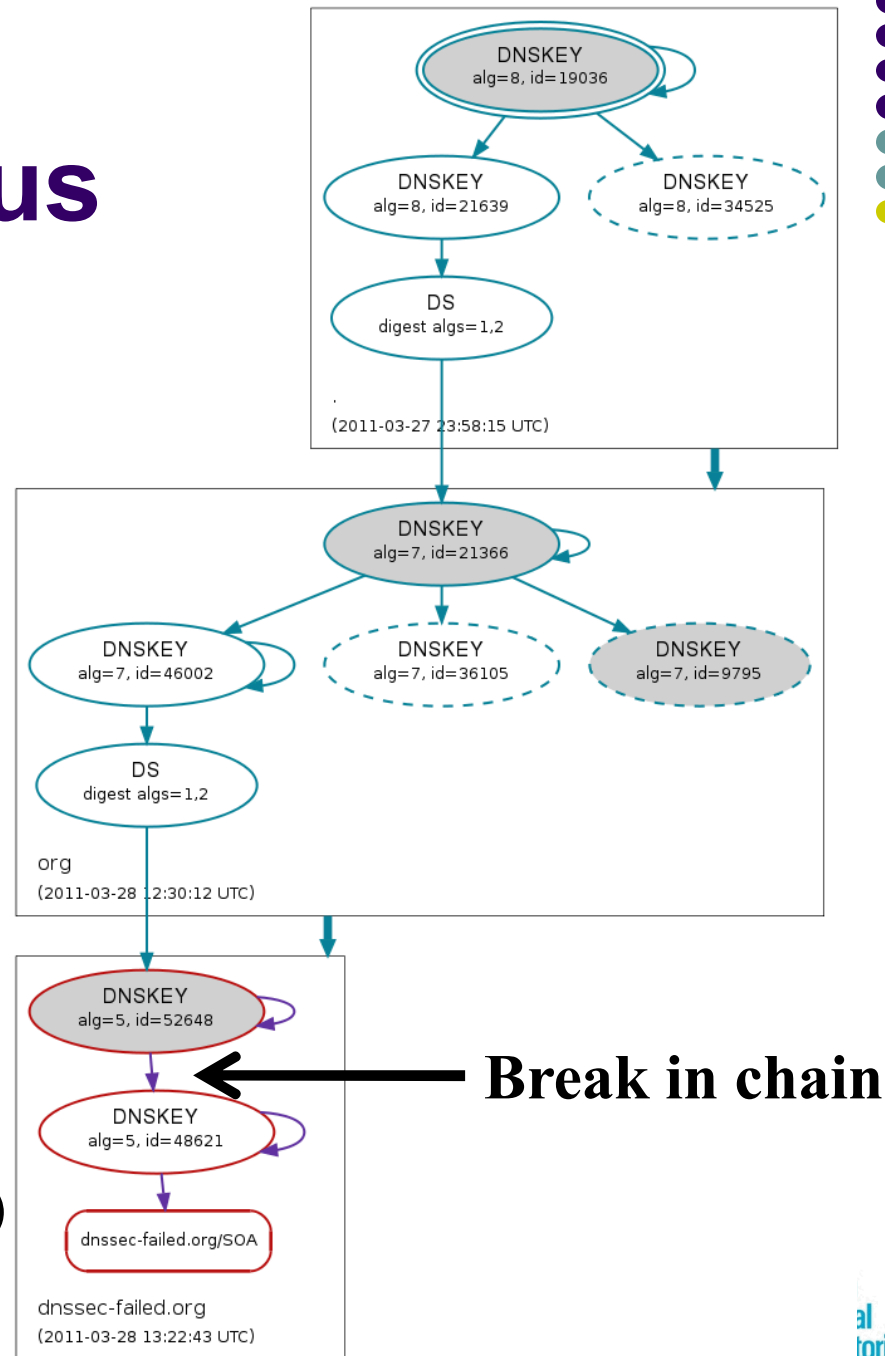 us
DNSKEY
alg=8, id=19036
DNSKEY
alg=8, id=21639
DNSKEY
alg=8, id=34525
DS
digest algs=1,2
.
(2011-03-27 23:58:15 UTC)
DNSKEY
alg=7, id=21366
DNSKEY
alg=7, id=46002
DNSKEY
alg=7, id=36105
DNSKEY
alg=7, id=9795
DS
digest algs=1,2
org
(2011-03-28 12:30:12 UTC)
DNSKEY
alg=5, id=52648
Break in chain
DNSKEY
alg=5, id=48621
)
dnssec-failed.org/SOA
dnssec-failed.org
(2011-03-28 13:22:43 UTC)
al
tori